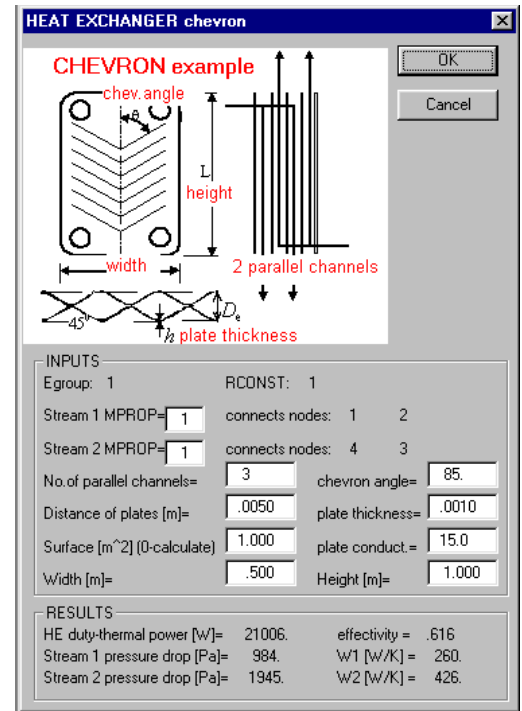 HEAT EXCHANGER chevron
OK
Cancel
CHEVRON example
chev.angle
θ
L
height
width
2 parallel channels
45°
De
h plate thickness
INPUTS
Egroup: 1 RCONST: 1
Stream 1 MPROP= 1 connects nodes: 1 2
Stream 2 MPROP= 1 connects nodes: 4 3
No.of parallel channels= 3 chevron angle= 85.
Distance of plates [m]= .0050 plate thickness= .0010
Surface [m^2] (0-calculate) 1.000 plate conduct.= 15.0
Width [m]= .500 Height [m]= 1.000
RESULTS
HE duty-thermal power [W]= 21006. effectivity = .616
Stream 1 pressure drop [Pa]= 984. W1 [W/K] = 260.
Stream 2 pressure drop [Pa]= 1945. W2 [W/K] = 426.